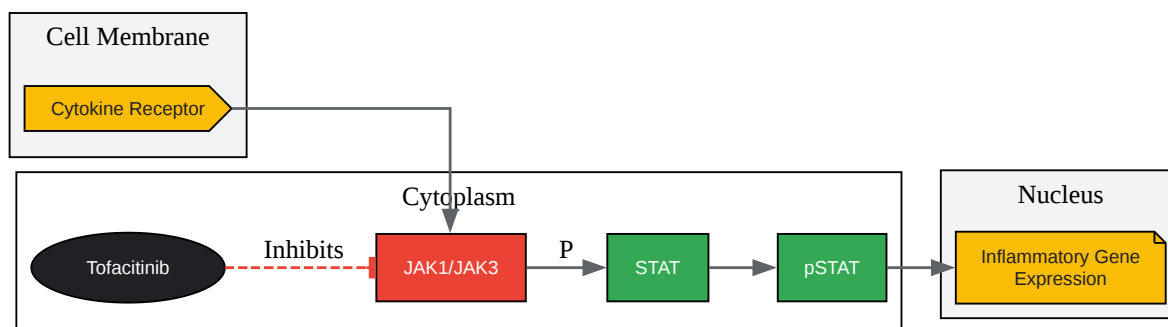 Cell Membrane
Cytokine Receptor
Cytoplasm
Nucleus
Tofacitinib
Inhibits
JAK1/JAK3
P
STAT
pSTAT
Inflammatory Gene
Expression